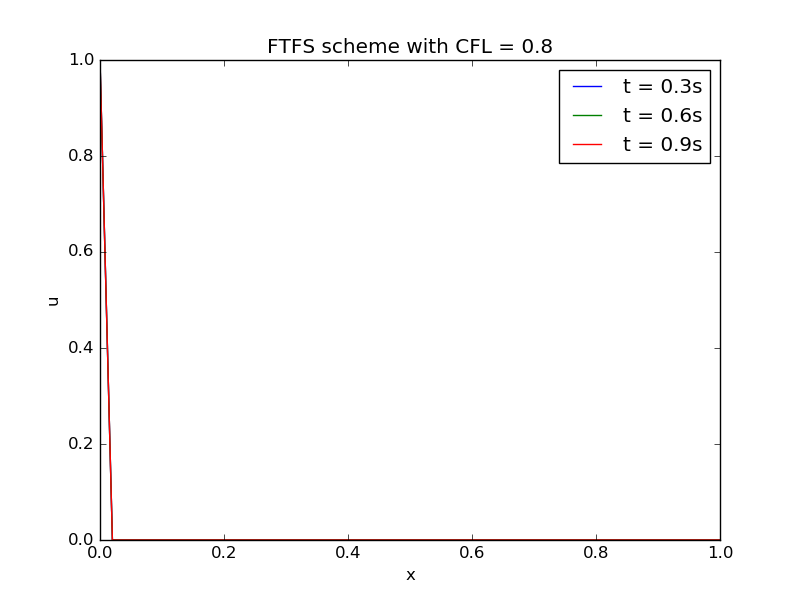 FTFS scheme with CFL = 0.8
1.0
t = 0.3s
t = 0.6s
t = 0.9s
0.8
0.6
u
0.4
0.2
0.0
0.0 0.2 0.4 0.6 0.8 1.0
x